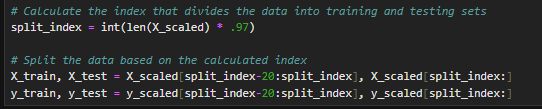 # Calculate the index that divides the data into training and testing sets
split_index = int(len(X_scaled) * .97)
# Split the data based on the calculated index
X_train, X_test = X_scaled[split_index-20:split_index], X_scaled[split_index:]
y_train, y_test = y_scaled[split_index-20:split_index], y_scaled[split_index:]